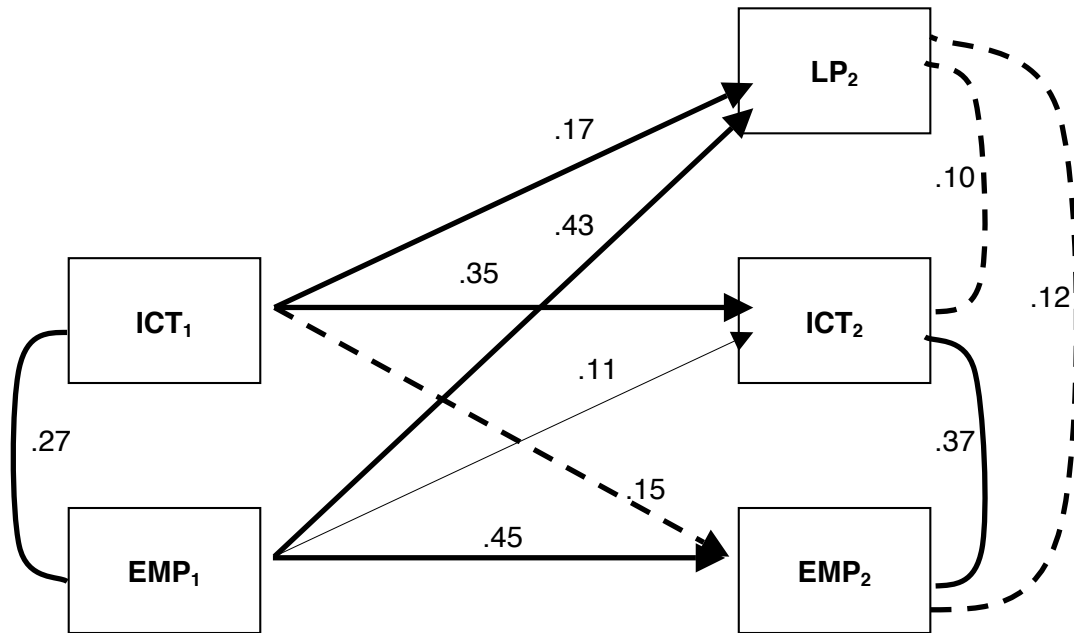 LP₂
.17
.10
.43
.35
ICT₁
ICT₂
.12
.11
.27
.37
.15
.45
EMP₁
EMP₂